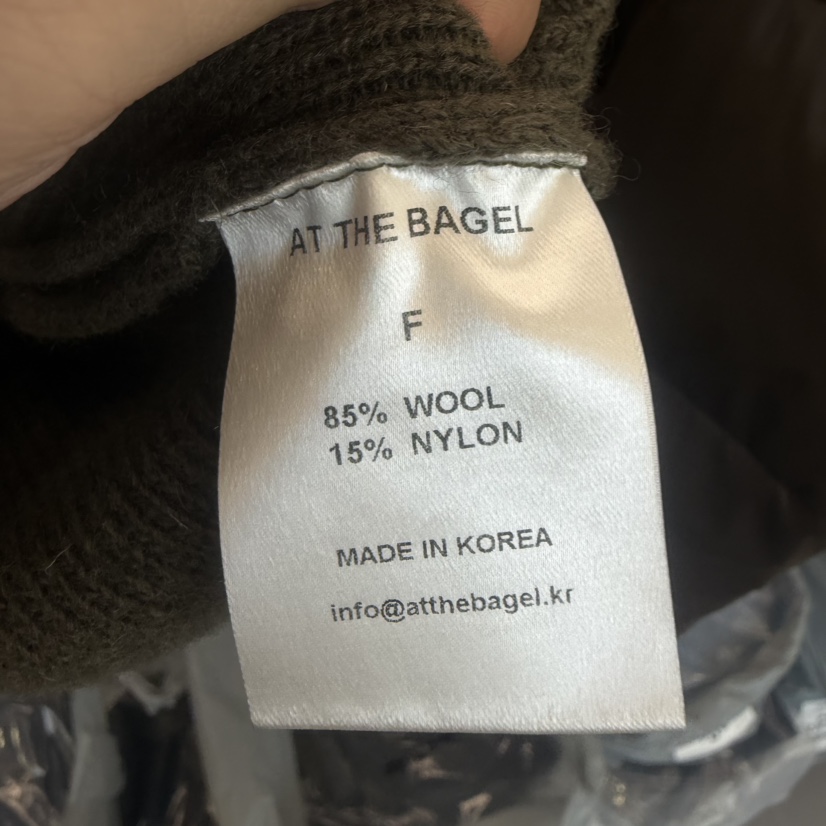 AT THE BAGEL
F
85% WOOL
15% NYLON
MADE IN KOREA
info@atthebagel.kr